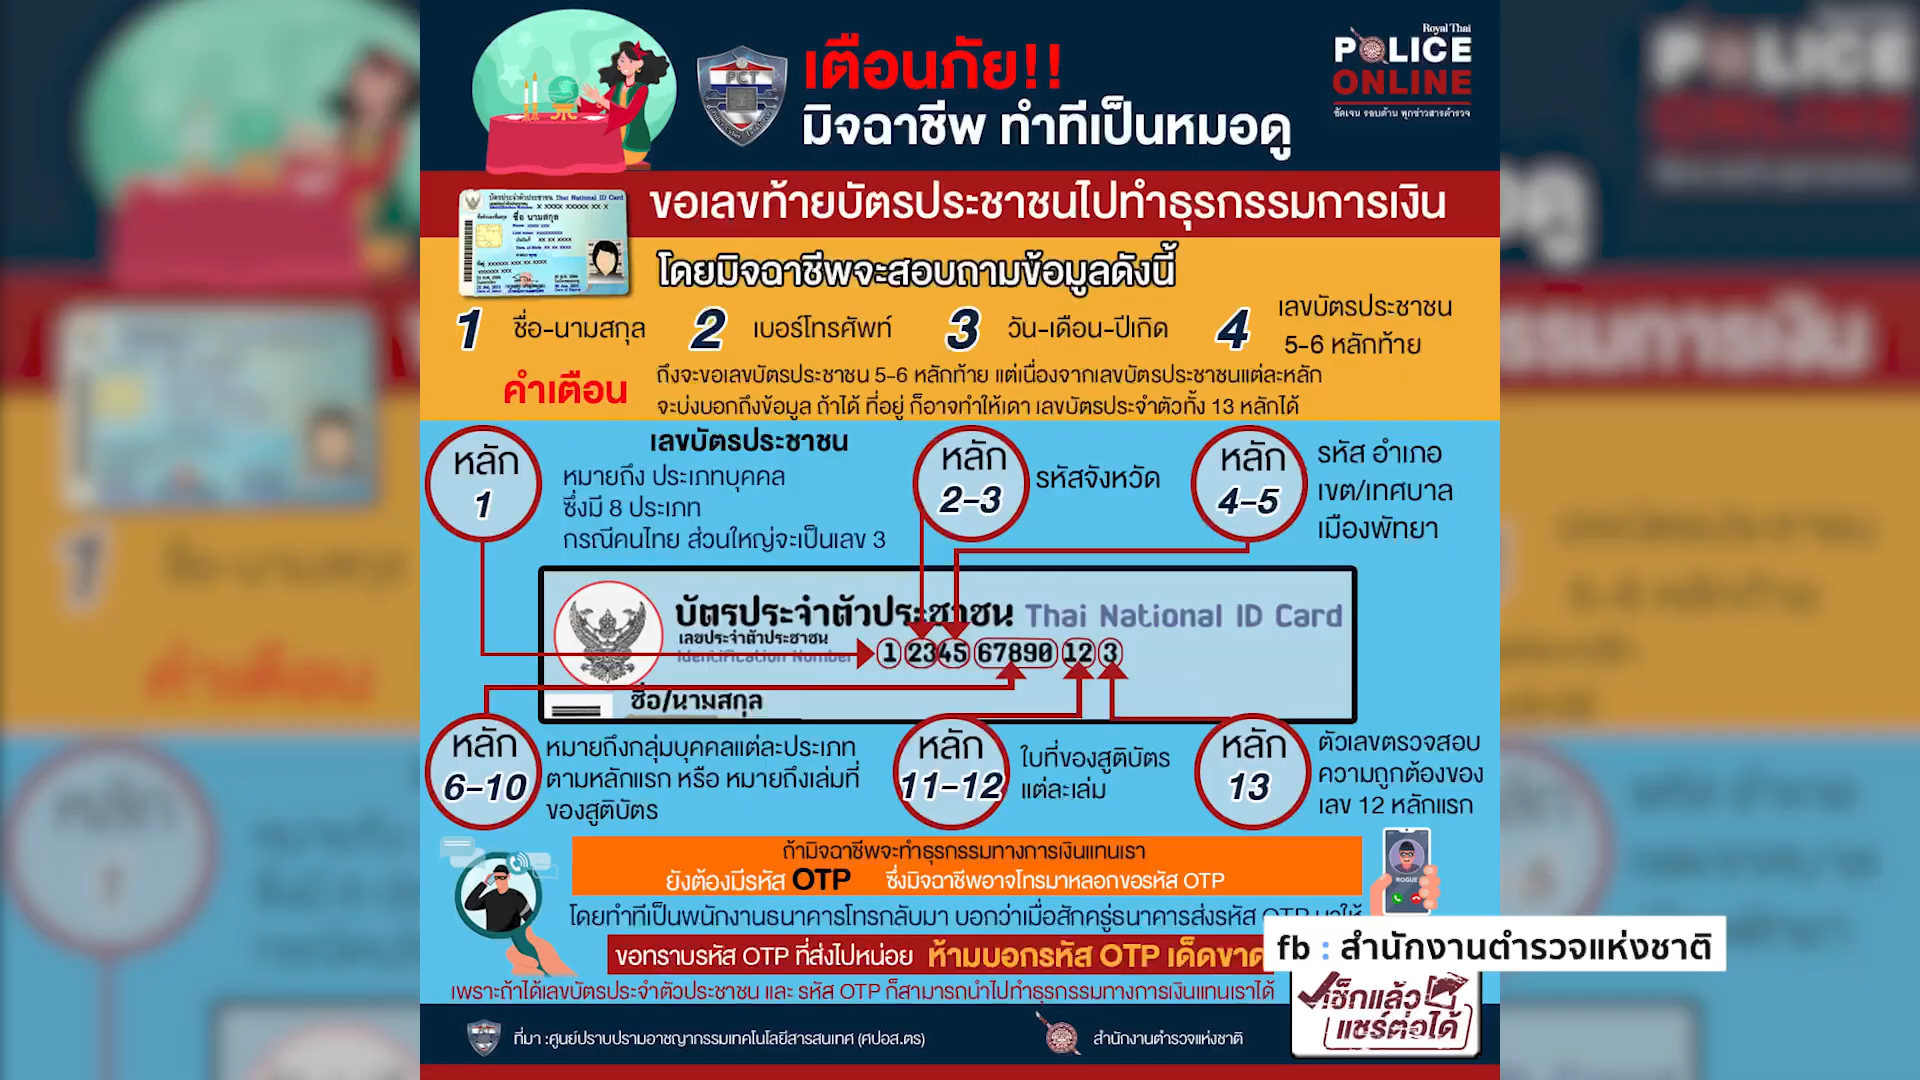 เตือนภัย!!
มิจฉาชีพ ทำทีเป็นหมอดู
Royal Thai
POLICE
ONLINE
ชัดเจน รอบด้าน ทุกข่าวสารตำรวจ
PCT
บัตรประจำตัวประชาชน Thai National ID Card
ชื่อ นามสกุล
ขอเลขท้ายบัตรประชาชนไปทำธุรกรรมการเงิน
โดยมิจฉาชีพจะสอบถามข้อมูลดังนี้
1 ชื่อ-นามสกุล
2 เบอร์โทรศัพท์
3 วัน-เดือน-ปีเกิด
4 เลขบัตรประชาชน
5-6 หลักท้าย
คำเตือน
ถึงจะขอเลขบัตรประชาชน 5-6 หลักท้าย แต่เนื่องจากเลขบัตรประชาชนแต่ละหลัก
จะบ่งบอกถึงข้อมูล ถ้าได้ ที่อยู่ ก็อาจทำให้เดา เลขบัตรประจำตัวทั้ง 13 หลักได้
หลัก
1
เลขบัตรประชาชน
หมายถึง ประเภทบุคคล
ซึ่งมี 8 ประเภท
กรณีคนไทย ส่วนใหญ่จะเป็นเลข 3
หลัก
2-3
รหัสจังหวัด
หลัก
4-5
รหัส อำเภอ
เขต/เทศบาล
เมืองพัทยา
บัตรประจำตัวประชาชน Thai National ID Card
เลขประจำตัวประชาชน
Identification Number
1 23 45 67890 12 3
ชื่อ/นามสกุล
หลัก
6-10
หมายถึงกลุ่มบุคคลแต่ละประเภท
ตามหลักแรก หรือ หมายถึงเล่มที่
ของสูติบัตร
หลัก
11-12
ใบที่ของสูติบัตร
แต่ละเล่ม
หลัก
13
ตัวเลขตรวจสอบ
ความถูกต้องของ
เลข 12 หลักแรก
ถ้ามิจฉาชีพจะทำธุรกรรมทางการเงินแทนเรา
ยังต้องมีรหัส OTP ซึ่งมิจฉาชีพอาจโทรมาหลอกขอรหัส OTP
ROGUE
โดยทำทีเป็นพนักงานธนาคารโทรกลับมา บอกว่าเมื่อสักครู่ธนาคารส่งรหัส OTP มาให้
ขอทราบรหัส OTP ที่ส่งไปหน่อย ห้ามบอกรหัส OTP เด็ดขาด
fb : สำนักงานตำรวจแห่งชาติ
เพราะถ้าได้เลขบัตรประจำตัวประชาชน และ รหัส OTP ก็สามารถนำไปทำธุรกรรมทางการเงินแทนเราได้
เช็กแล้ว
แชร์ต่อได้
ที่มา :ศูนย์ปราบปรามอาชญากรรมเทคโนโลยีสารสนเทศ (ศปอส.ตร)
สำนักงานตำรวจแห่งชาติ